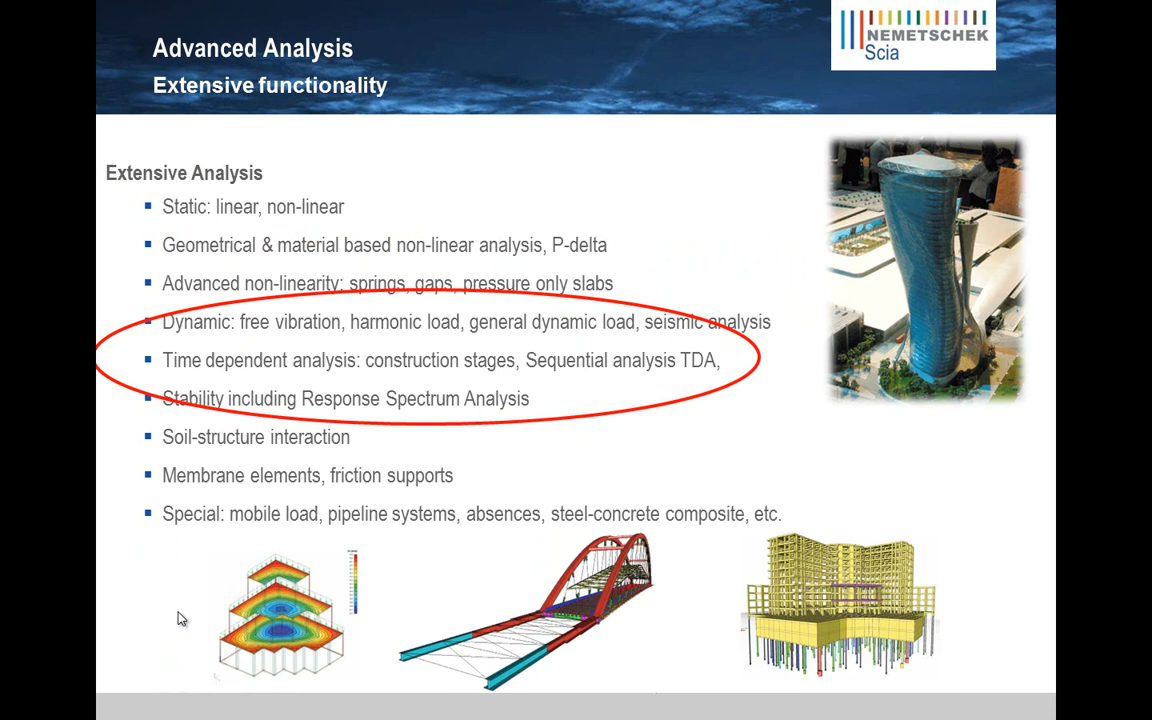 Advanced Analysis
Extensive functionality
NEMETSCHEK
Scia
Extensive Analysis
Static: linear, non-linear
Geometrical & material based non-linear analysis, P-delta
Advanced non-linearity: springs, gaps, pressure only slabs
Dynamic: free vibration, harmonic load, general dynamic load, seismic analysis
Time dependent analysis: construction stages, Sequential analysis TDA,
Stability including Response Spectrum Analysis
Soil-structure interaction
Membrane elements, friction supports
Special: mobile load, pipeline systems, absences, steel-concrete composite, etc.